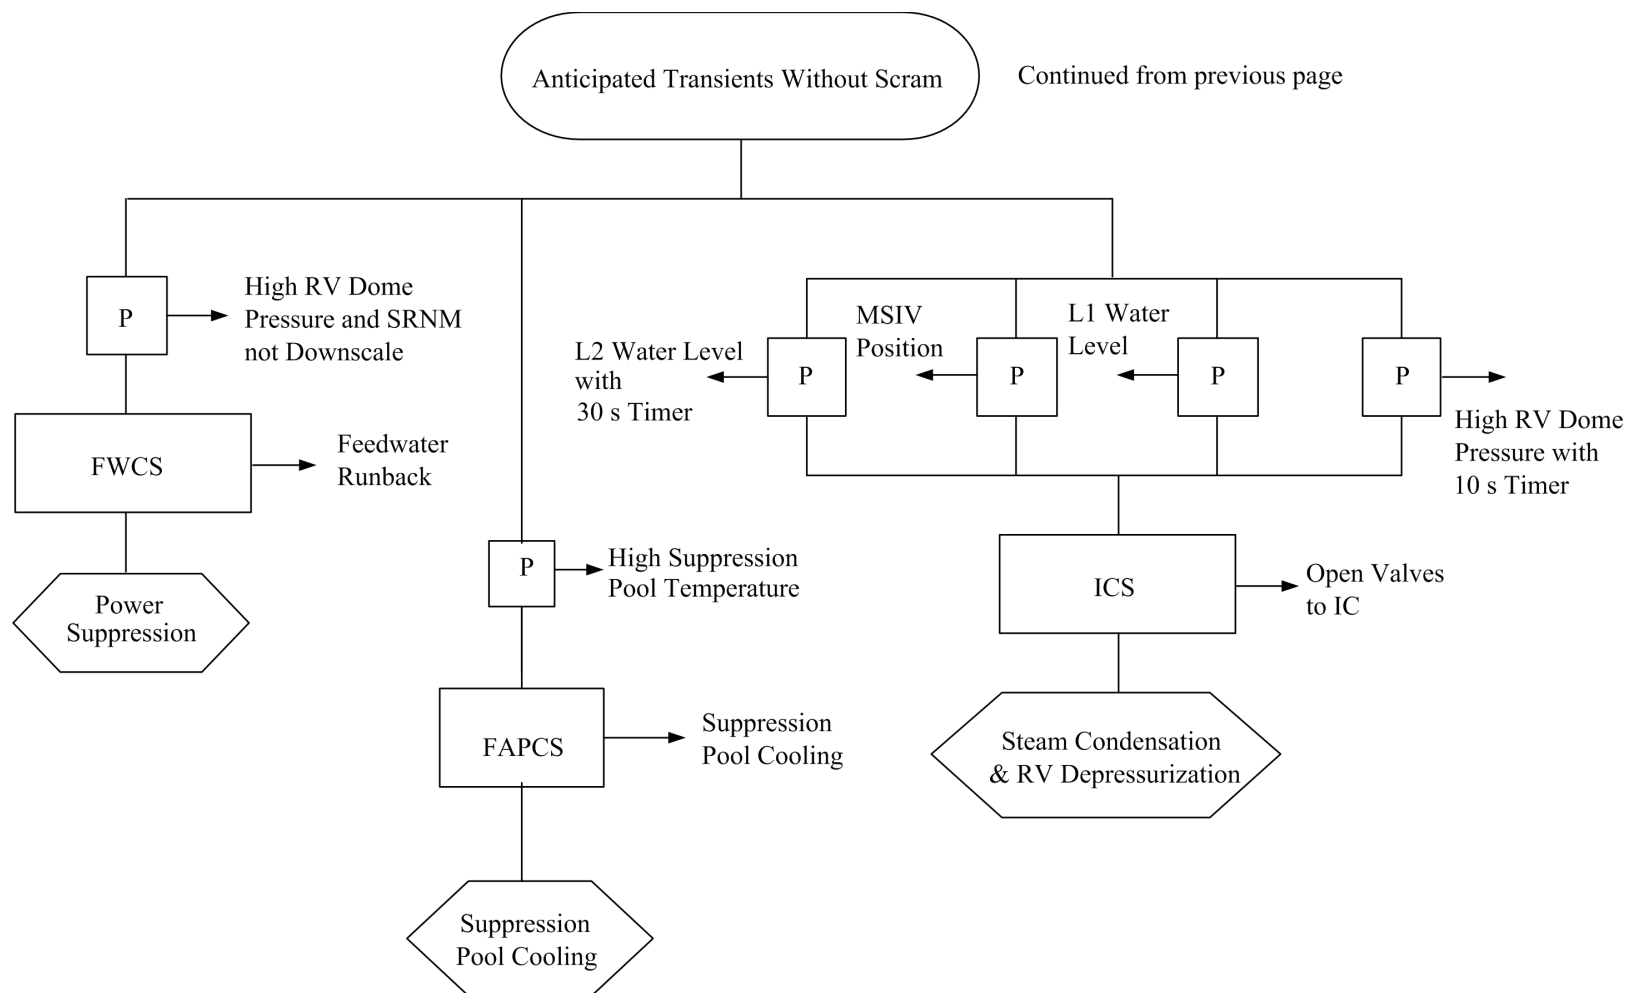 Anticipated Transients Without Scram
Continued from previous page
P
High RV Dome
Pressure and SRNM
not Downscale
FWCS
Feedwater
Runback
Power
Suppression
P
High Suppression
Pool Temperature
FAPCS
Suppression
Pool Cooling
Suppression
Pool Cooling
L2 Water Level
with
30 s Timer
P
MSIV
Position
P
L1 Water
Level
P
P
High RV Dome
Pressure with
10 s Timer
ICS
Open Valves
to IC
Steam Condensation
& RV Depressurization